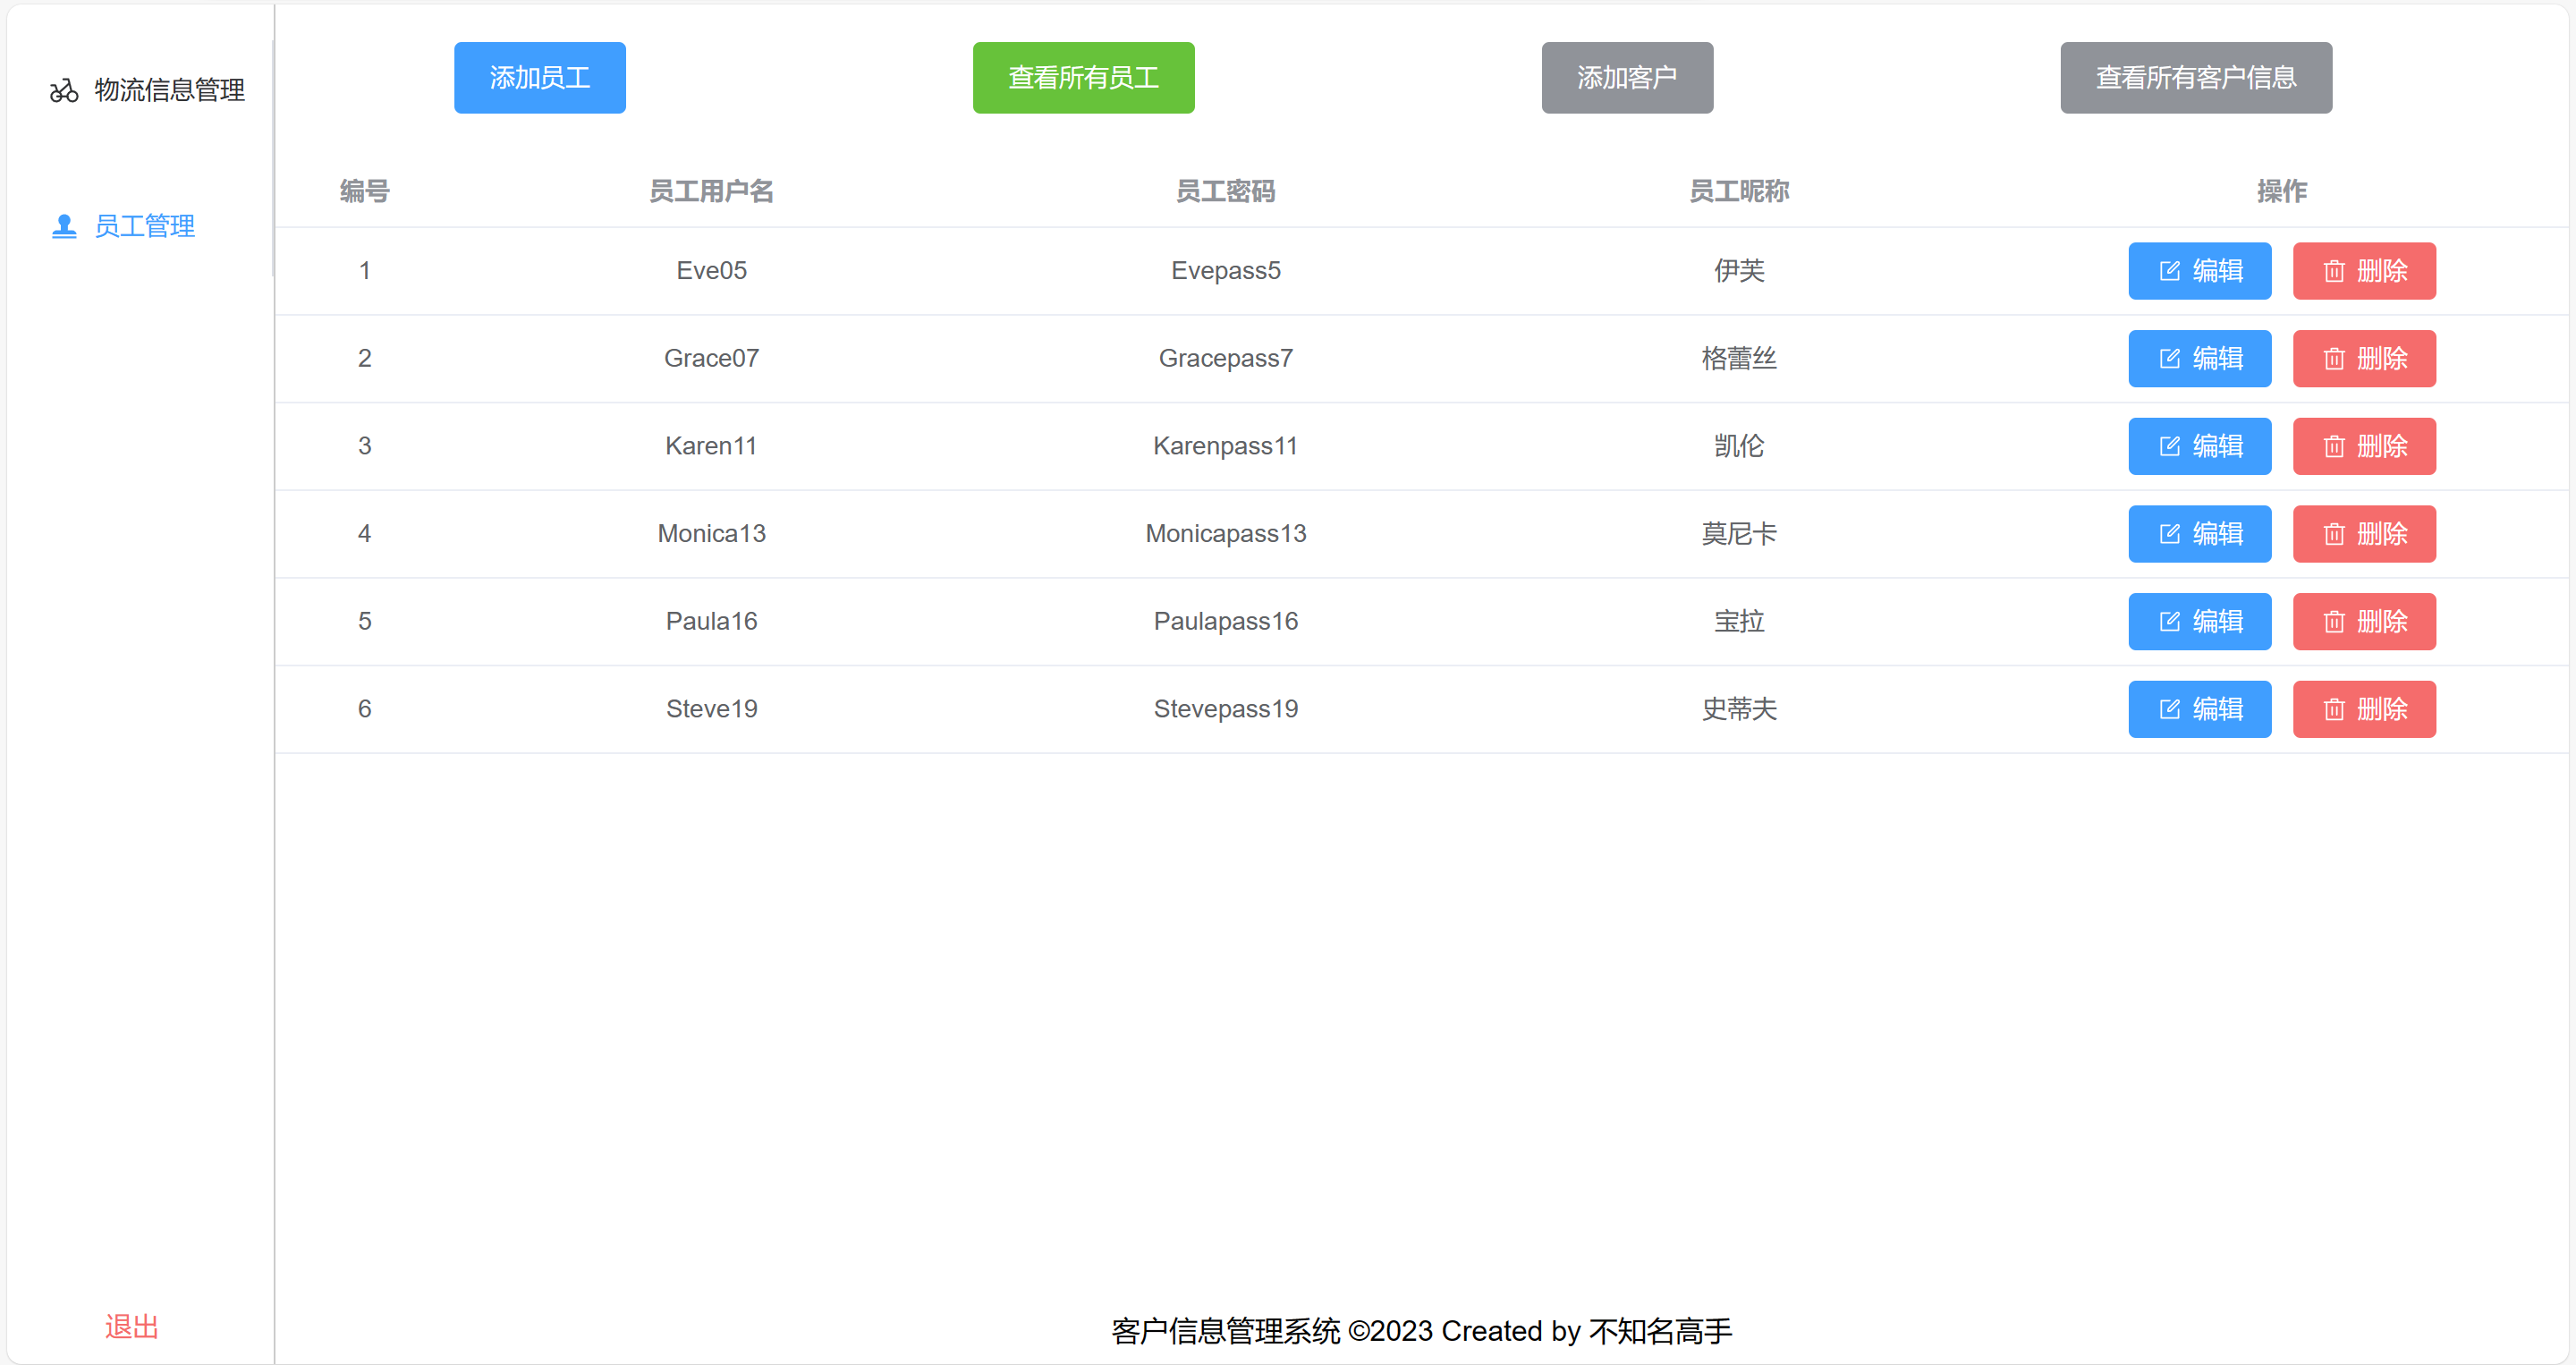 物流信息管理
员工管理
退出
添加员工 查看所有员工 添加客户 查看所有客户信息
编号 员工用户名 员工密码 员工昵称 操作
1 Eve05 Evepass5 伊芙 编辑 删除
2 Grace07 Gracepass7 格蕾丝 编辑 删除
3 Karen11 Karenpass11 凯伦 编辑 删除
4 Monica13 Monicapass13 莫尼卡 编辑 删除
5 Paula16 Paulapass16 宝拉 编辑 删除
6 Steve19 Stevepass19 史蒂夫 编辑 删除
客户信息管理系统 ©2023 Created by 不知名高手